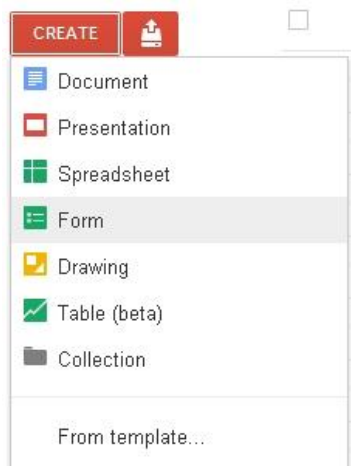 CREATE
Document
Presentation
Spreadsheet
Form
Drawing
Table (beta)
Collection
From template...